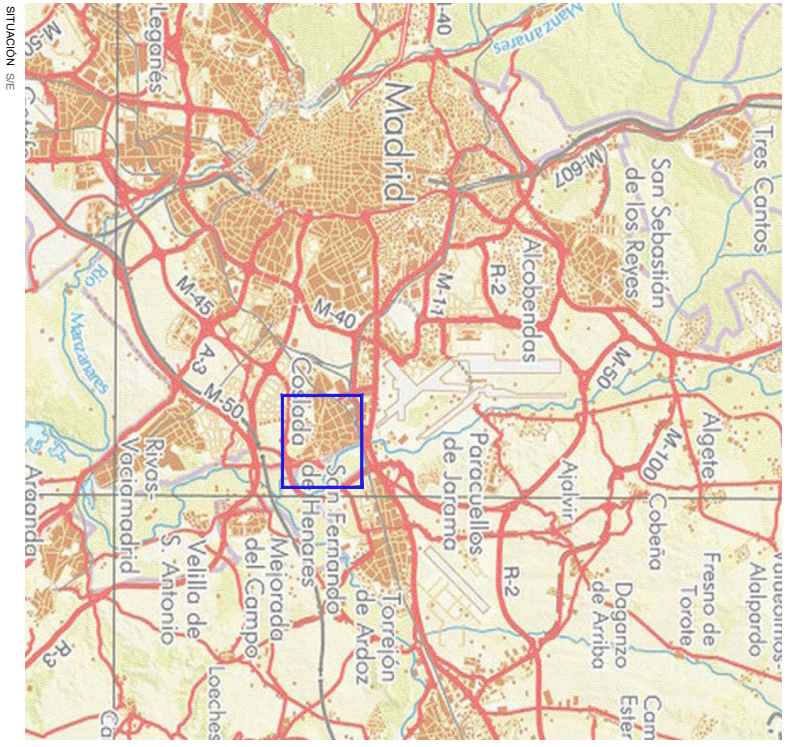 SITUACIÓN S/E
Tres Cantos
Valdeolmos-
Alalpardo
Fresno de
Torote
Algete
Manzanares
San Sebastián
de los Reyes
M-607
M-100
Cobeña
Daganzo
de Arriba
M-50
Ajalvir
Alcobendas
R-2
R-2
Paracuellos
de Jarama
I-40
M-11
Madrid
Torrejón
de Ardoz
M-40
San Fernando
de Henares
Coslada
Mejorada
del Campo
Loeches
M-45
A-3
M-50
Velilla de
S. Antonio
Leganés
Rivas-
Vaciamadrid
Río
Manzanares
M-50
R-3
Arganda